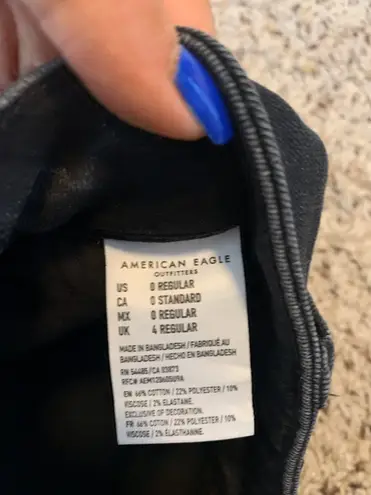 AMERICAN EAGLE
OUTFITTERS
US 0 REGULAR
CA 0 STANDARD
MX 0 REGULAR
UK 4 REGULAR
MADE IN BANGLADESH / FABRIQUÉ AU
BANGLADESH / HECHO EN BANGLADESH
RN 54485/CA 03873
RFC#
EN: 66% COTTON / 22% POLYESTER / 10%
VISCOSE / 2% ELASTANE.
EXCLUSIVE OF DECORATION.
FR: 66% COTON / 22% POLYESTER / 10%
VISCOSE / 2% ÉLASTHANNE.